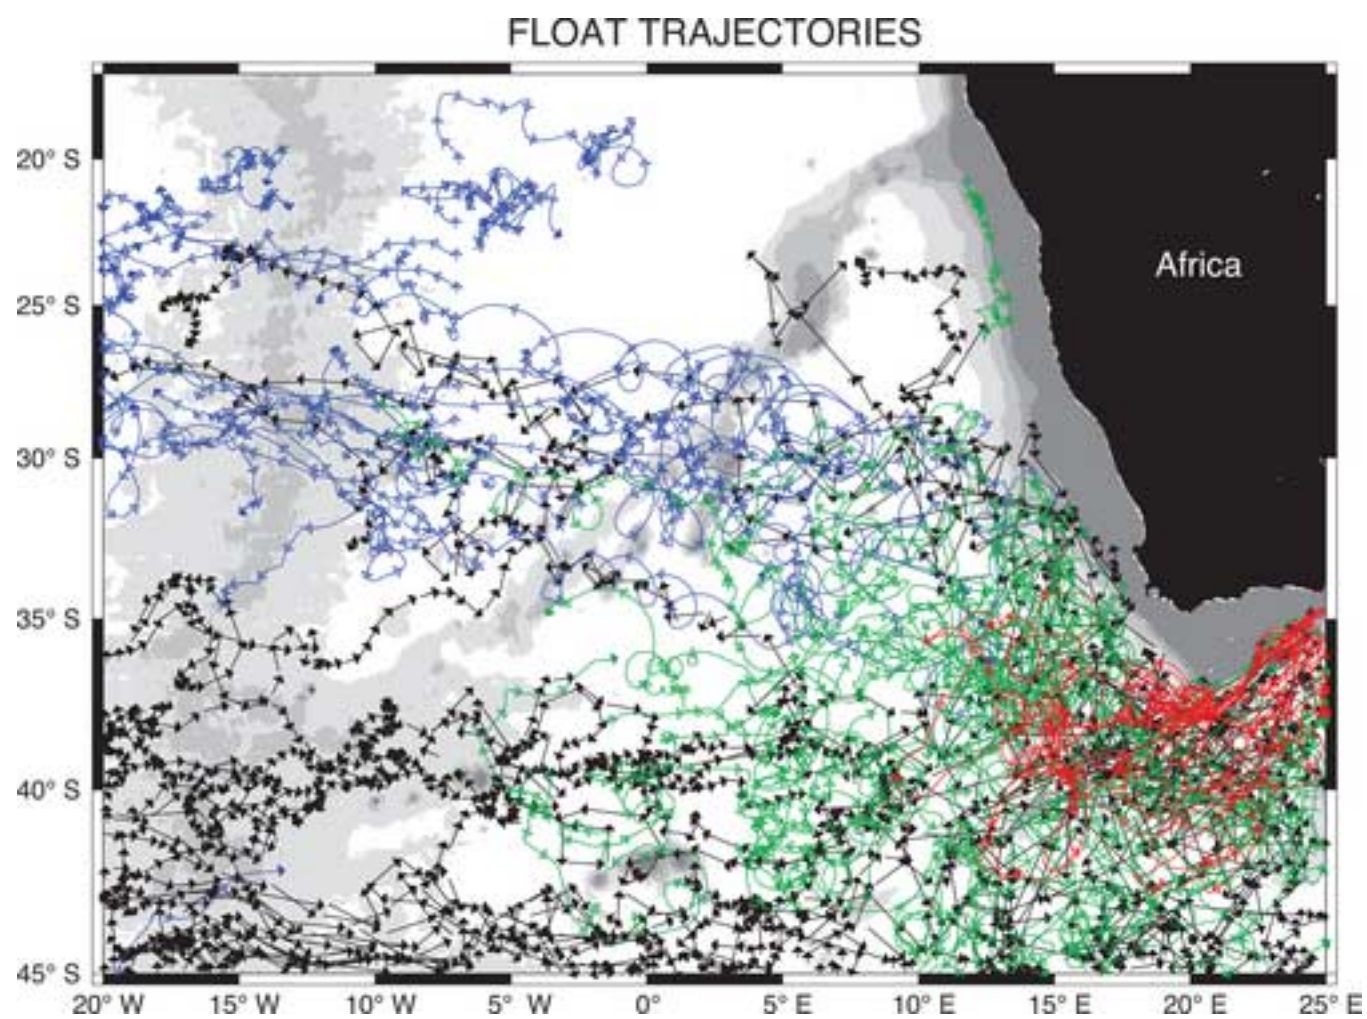 FLOAT TRAJECTORIES
20° S
25° S
30° S
35° S
40° S
45° S
Africa
20° W 15° W 10° W 5° W 0° 5° E 10° E 15° E 20° E 25° E